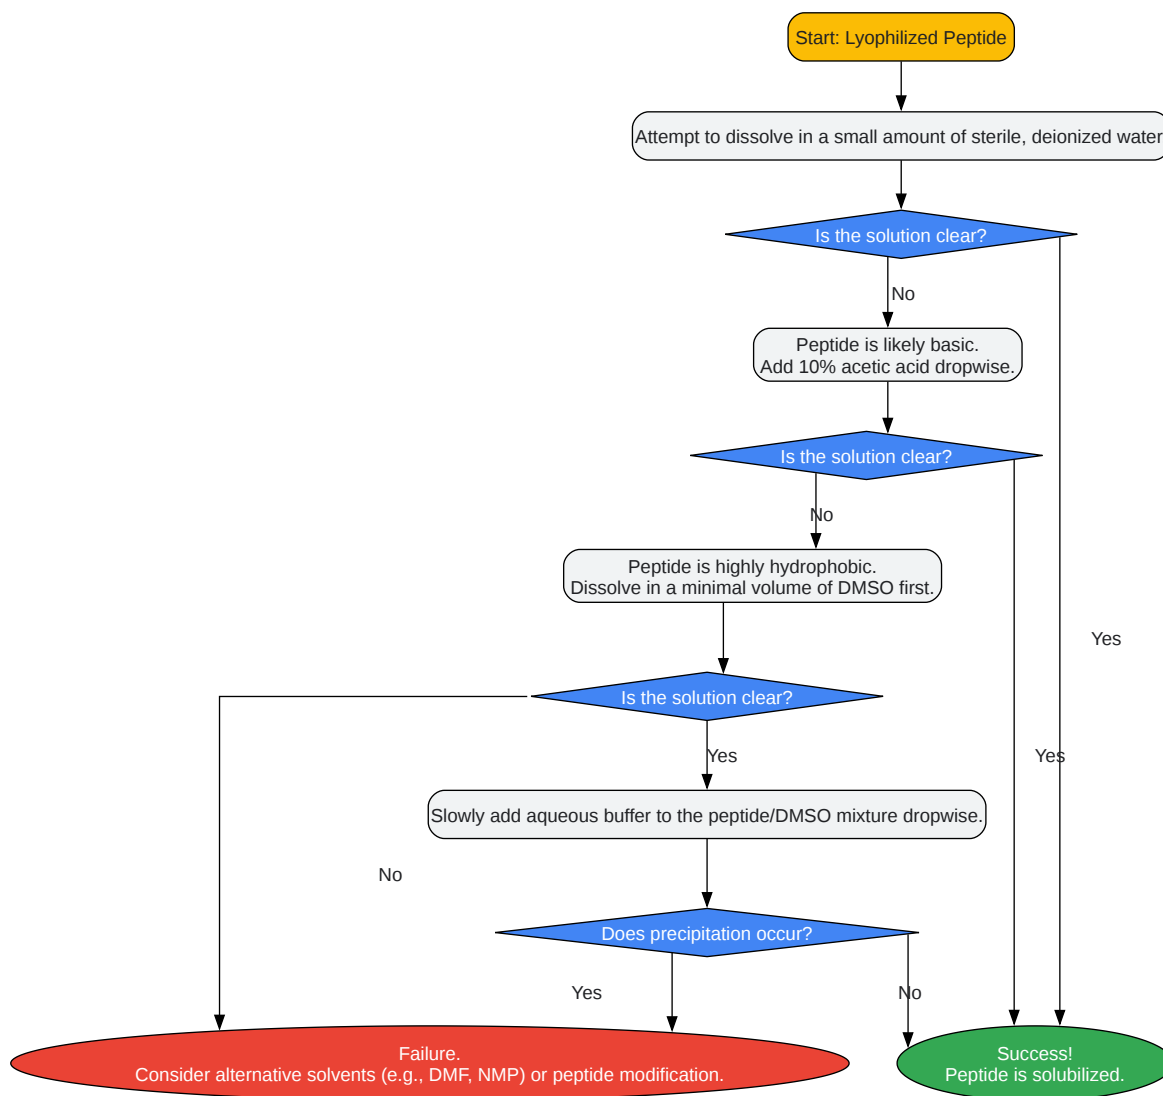 Start: Lyophilized Peptide
Attempt to dissolve in a small amount of sterile, deionized water
Is the solution clear?
No
Peptide is likely basic.
Add 10% acetic acid dropwise.
Is the solution clear?
No
Peptide is highly hydrophobic.
Dissolve in a minimal volume of DMSO first.
Yes
Is the solution clear?
Yes
Yes
Slowly add aqueous buffer to the peptide/DMSO mixture dropwise.
No
Does precipitation occur?
Yes
No
Failure.
Consider alternative solvents (e.g., DMF, NMP) or peptide modification.
Success!
Peptide is solubilized.